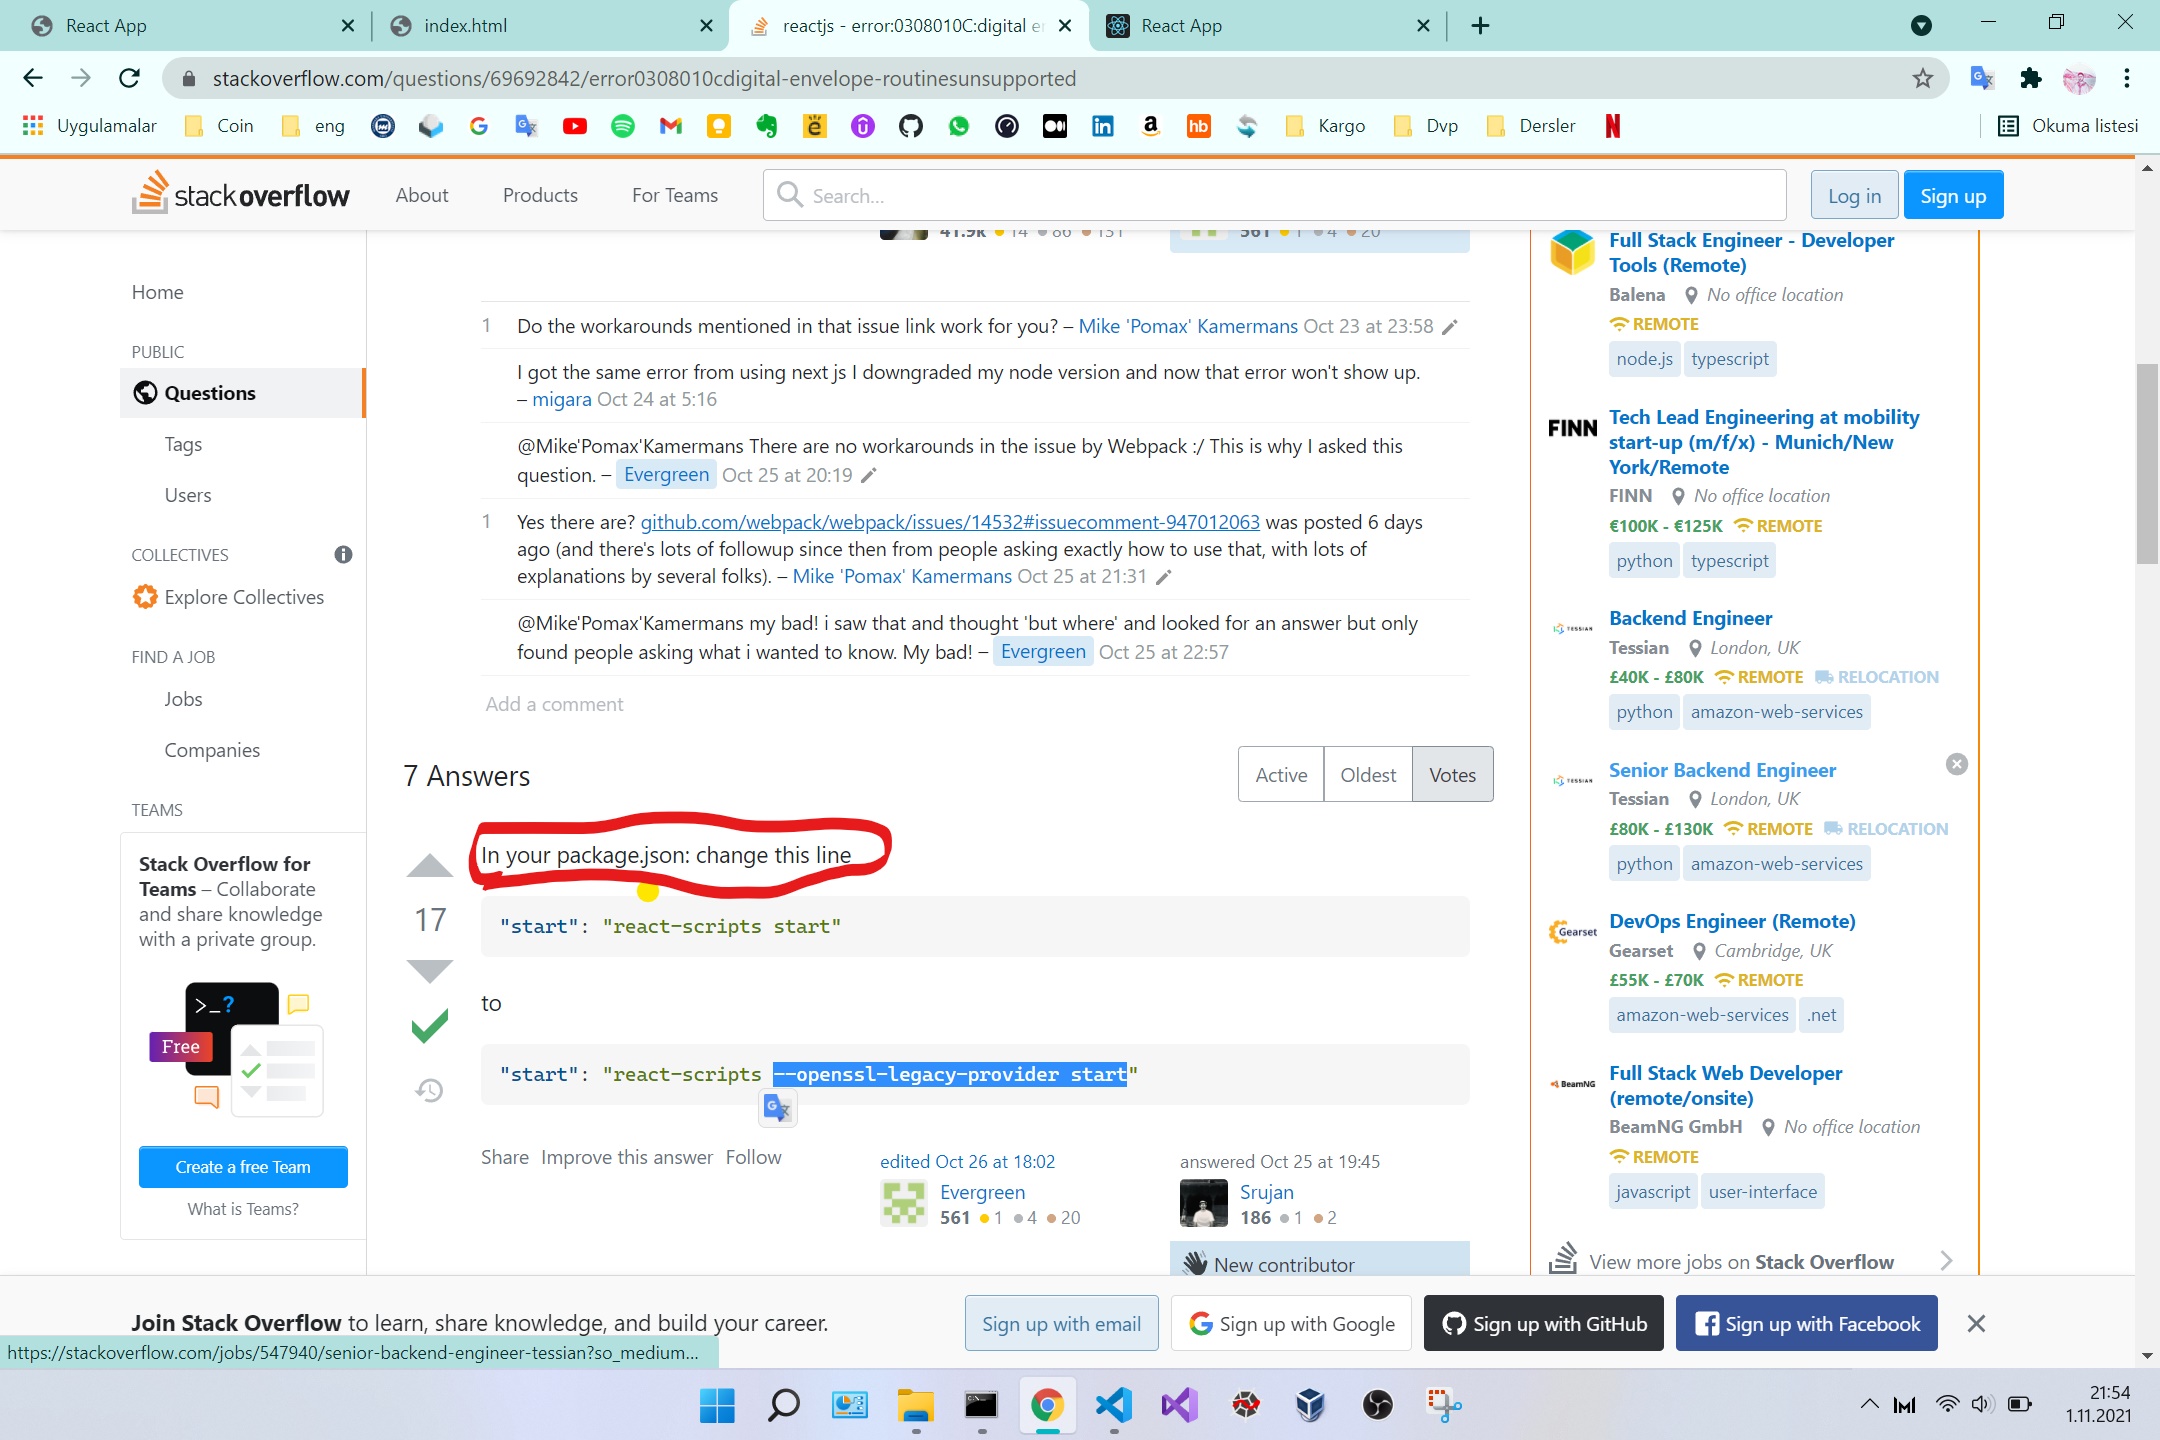 React App
index.html
reactjs - error:0308010C:digital e
React App
stackoverflow.com/questions/69692842/error0308010cdigital-envelope-routinesunsupported
Uygulamalar Coin eng Kargo Dvp Dersler Okuma listesi
stackoverflow About Products For Teams Search... Log in Sign up
Home
PUBLIC
Questions
Tags
Users
COLLECTIVES
Explore Collectives
FIND A JOB
Jobs
Companies
TEAMS
Stack Overflow for
Teams – Collaborate
and share knowledge
with a private group.
>_?
Free
Create a free Team
What is Teams?
41.9k 14 86 131
561 1 4 20
1 Do the workarounds mentioned in that issue link work for you? – Mike 'Pomax' Kamermans Oct 23 at 23:58
I got the same error from using next js I downgraded my node version and now that error won't show up.
– migara Oct 24 at 5:16
@Mike'Pomax'Kamermans There are no workarounds in the issue by Webpack :/ This is why I asked this
question. – Evergreen Oct 25 at 20:19
1 Yes there are? github.com/webpack/webpack/issues/14532#issuecomment-947012063 was posted 6 days
ago (and there's lots of followup since then from people asking exactly how to use that, with lots of
explanations by several folks). – Mike 'Pomax' Kamermans Oct 25 at 21:31
@Mike'Pomax'Kamermans my bad! i saw that and thought 'but where' and looked for an answer but only
found people asking what i wanted to know. My bad! – Evergreen Oct 25 at 22:57
Add a comment
7 Answers
Active Oldest Votes
In your package.json: change this line
17
"start": "react-scripts start"
to
"start": "react-scripts --openssl-legacy-provider start"
Share Improve this answer Follow
edited Oct 26 at 18:02
Evergreen
561 1 4 20
answered Oct 25 at 19:45
Srujan
186 1 2
New contributor
Full Stack Engineer - Developer
Tools (Remote)
Balena No office location
REMOTE
node.js typescript
FINN
Tech Lead Engineering at mobility
start-up (m/f/x) - Munich/New
York/Remote
FINN No office location
€100K - €125K REMOTE
python typescript
TESSIAN
Backend Engineer
Tessian London, UK
£40K - £80K REMOTE RELOCATION
python amazon-web-services
TESSIAN
Senior Backend Engineer
Tessian London, UK
£80K - £130K REMOTE RELOCATION
python amazon-web-services
Gearset
DevOps Engineer (Remote)
Gearset Cambridge, UK
£55K - £70K REMOTE
amazon-web-services .net
BeamNG
Full Stack Web Developer
(remote/onsite)
BeamNG GmbH No office location
REMOTE
javascript user-interface
View more jobs on Stack Overflow
Join Stack Overflow to learn, share knowledge, and build your career.
Sign up with email
Sign up with Google
Sign up with GitHub
Sign up with Facebook
https://stackoverflow.com/jobs/547940/senior-backend-engineer-tessian?so_medium...
21:54
1.11.2021